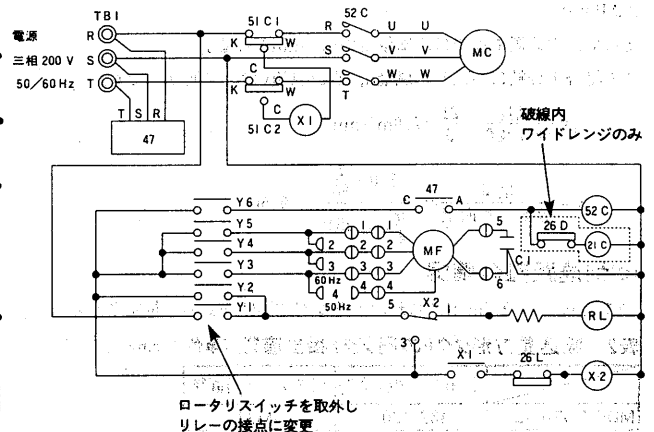 TB1
電源
三相 200 V
50/60 Hz
R
S
T
T S R
47
51C1
K
W
C
K
W
C
51C2
X1
52C
R
S
T
U U
V V
W W
MC
破線内
ワイドレンジのみ
Y6
Y5
Y4
Y3
Y2
Y1
47
C
A
52C
26D
21C
1 1
2 2 2
3 3 3
60Hz
4 4 4
50Hz
MF
5
6
C1
5
X2
1
3
RL
X1
26L
X2
ロータリスイッチを取外し
リレーの接点に変更